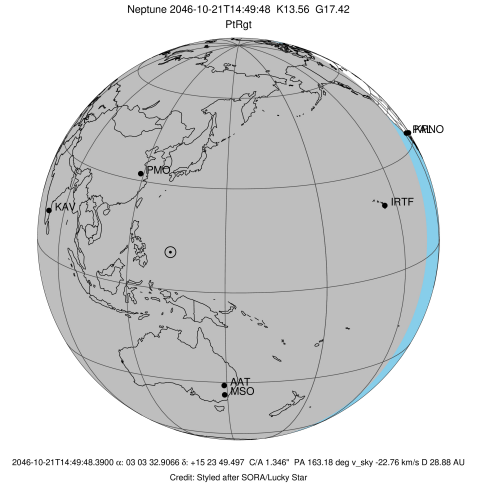 Neptune 2046-10-21T14:49:48 K13.56 G17.42
PtRgt
PMO
KAV
IRTF
AAT
MSO
2046-10-21T14:49:48.3900 α: 03 03 32.9066 δ: +15 23 49.497 C/A 1.346" PA 163.18 deg v_sky -22.76 km/s D 28.88 AU
Credit: Styled after SORA/Lucky Star